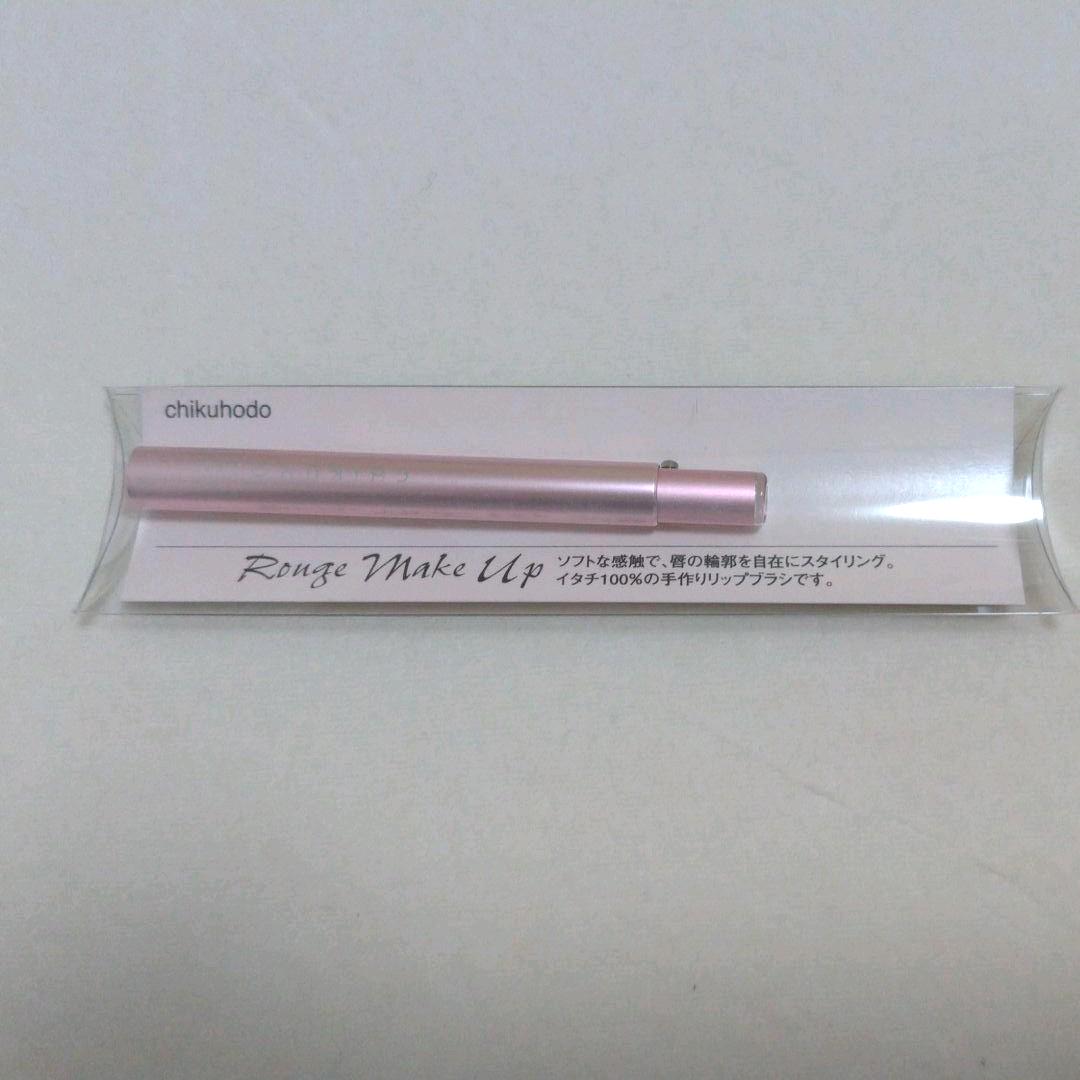 chikuhodo
Rouge Make Up
ソフトな感触で、唇の輪郭を自在にスタイリング。
イタチ100%の手作りリップブラシです。